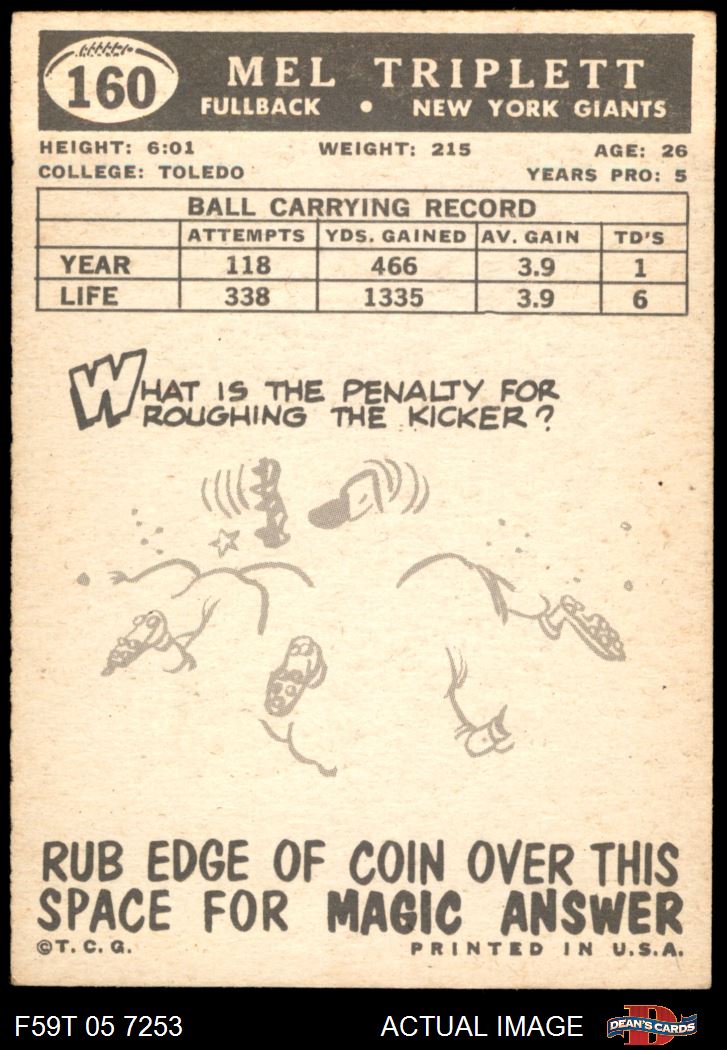 160
MEL TRIPLETT
FULLBACK • NEW YORK GIANTS
HEIGHT: 6:01 WEIGHT: 215 AGE: 26
COLLEGE: TOLEDO YEARS PRO: 5
BALL CARRYING RECORD
ATTEMPTS YDS. GAINED AV. GAIN TD'S
YEAR 118 466 3.9 1
LIFE 338 1335 3.9 6
WHAT IS THE PENALTY FOR
ROUGHING THE KICKER?
RUB EDGE OF COIN OVER THIS
SPACE FOR MAGIC ANSWER
©T. C. G. PRINTED IN U.S.A.
F59T 05 7253 ACTUAL IMAGE D DEAN'S CARDS